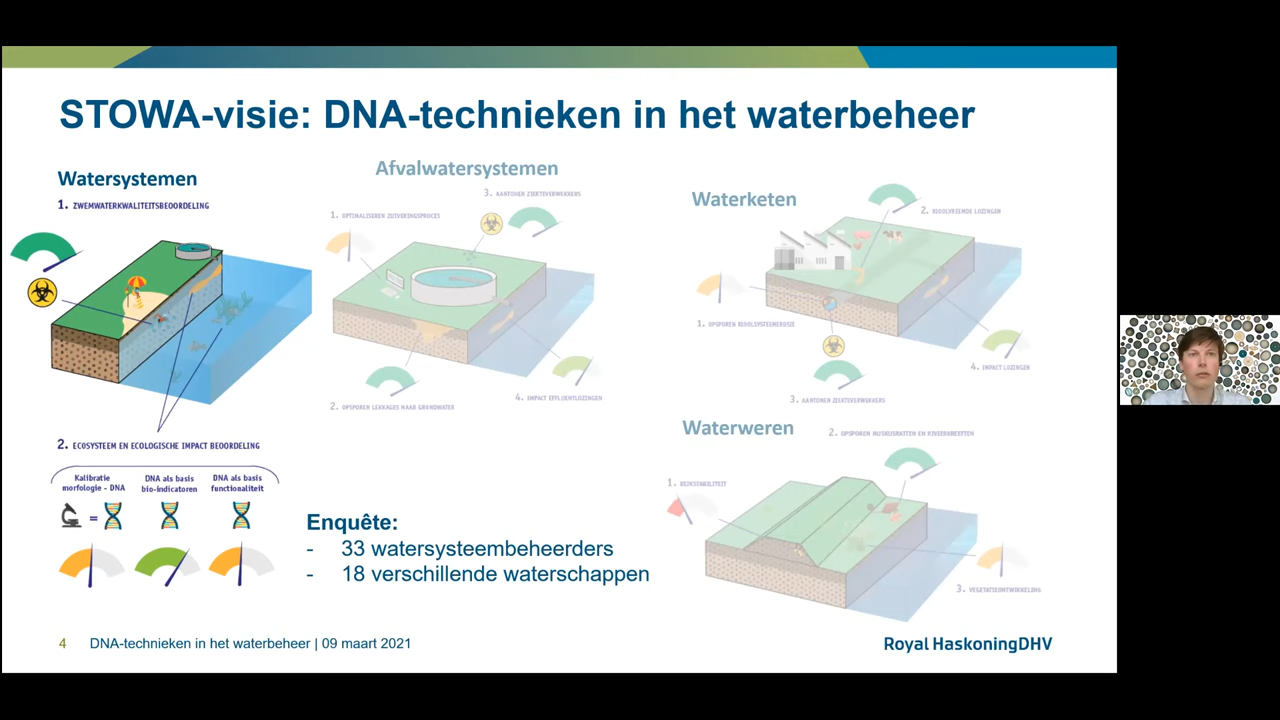 STOWA-visie: DNA-technieken in het waterbeheer
Watersystemen
1. ZWEMWATERKWALITEITSBEOORDELING
2. ECOSYSTEEM EN ECOLOGISCHE IMPACT BEOORDELING
Kalibratie
morfologie - DNA
DNA als basis
bio-indicatoren
DNA als basis
functionaliteit
=
Afvalwatersystemen
3. AANTONEN ZIEKTEVERWEKKERS
1. OPTIMALISEREN ZUIVERINGSPROCES
2. OPSPOREN LEKKAGES NAAR GRONDWATER
4. IMPACT EFFLUENTLOZINGEN
Waterketen
2. RIOOLVREEMDE LOZINGEN
1. OPSPOREN RIOOLSYSTEEMEROSIE
4. IMPACT LOZINGEN
3. AANTONEN ZIEKTEVERWEKKERS
Waterweren
2. OPSPOREN MUSKUSRATTEN EN RIVIERKREEFTEN
1. DIJKSTABILITEIT
3. VEGETATIEONTWIKKELING
Enquête:
- 33 watersysteembeheerders
- 18 verschillende waterschappen
4 DNA-technieken in het waterbeheer | 09 maart 2021
Royal HaskoningDHV